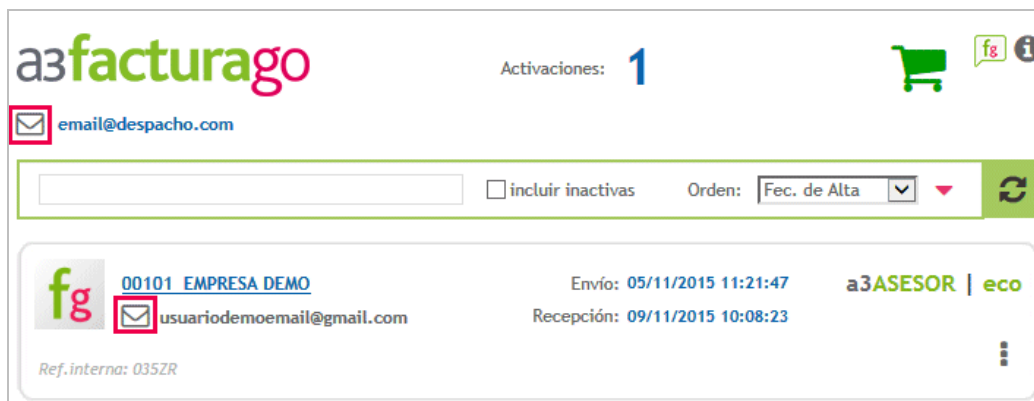 a3facturago
Activaciones: 1
fg
email@despacho.com
incluir inactivas Orden: Fec. de Alta
fg
00101 EMPRESA DEMO
usuariodemoemail@gmail.com
Envío: 05/11/2015 11:21:47
Recepción: 09/11/2015 10:08:23
a3ASESOR | eco
Ref.interna: 035ZR